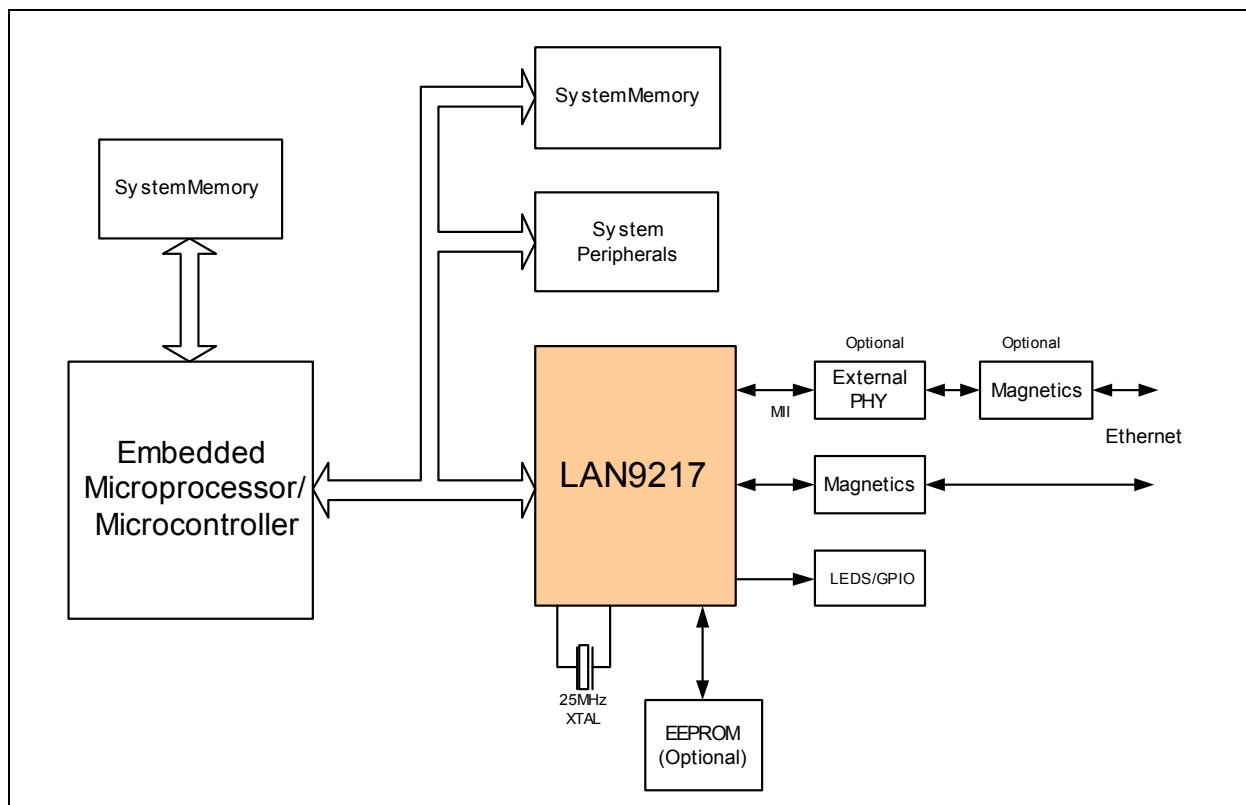 SystemMemory
SystemMemory
System
Peripherals
Optional
Optional
External
PHY
Magnetics
MII
Ethernet
Embedded
Microprocessor/
Microcontroller
LAN9217
Magnetics
LEDS/GPIO
25MHz
XTAL
EEPROM
(Optional)